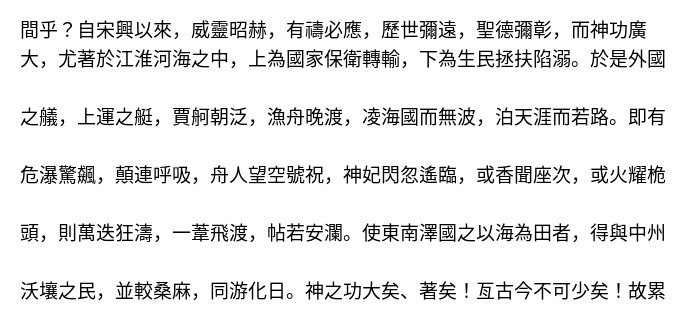 間乎？自宋興以來，威靈昭赫，有禱必應，歷世彌遠，聖德彌彰，而神功廣
大，尤著於江淮河海之中，上為國家保衛轉輸，下為生民拯扶陷溺。於是外國
之艤，上運之艇，賈舸朝泛，漁舟晚渡，凌海國而無波，泊天涯而若路。即有
危瀑驚飆，顛連呼吸，舟人望空號祝，神妃閃忽遙臨，或香聞座次，或火耀桅
頭，則萬迭狂濤，一葦飛渡，帖若安瀾。使東南澤國之以海為田者，得與中州
沃壤之民，並較桑麻，同游化日。神之功大矣、著矣！亙古今不可少矣！故累